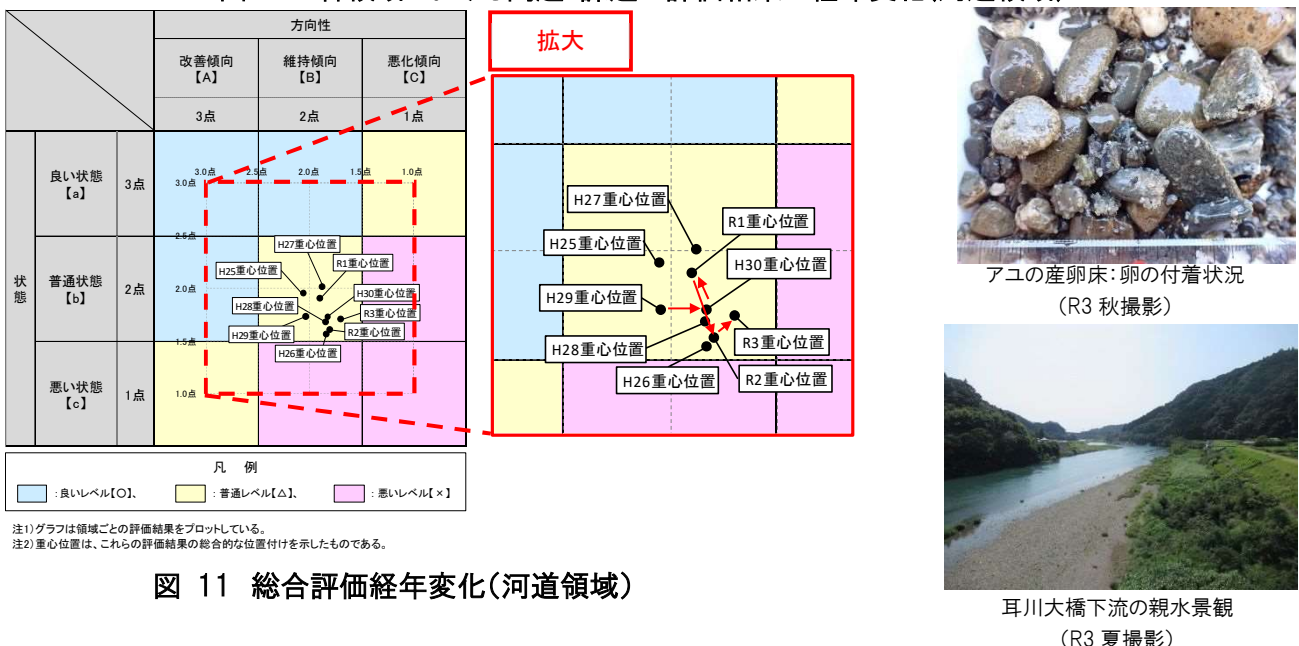 方向性
改善傾向
【A】
維持傾向
【B】
悪化傾向
【C】
3点
2点
1点
状態
良い状態
【a】
3点
普通状態
【b】
2点
悪い状態
【c】
1点
3.0点
2.5点
2.0点
1.5点
1.0点
3.0点
2.5点
2.0点
1.5点
1.0点
H27重心位置
H25重心位置
R1重心位置
H28重心位置
H30重心位置
H29重心位置
R3重心位置
R2重心位置
H26重心位置
拡大
H27重心位置
R1重心位置
H25重心位置
H30重心位置
H29重心位置
H28重心位置
R3重心位置
H26重心位置
R2重心位置
凡 例
:良いレベル【○】、
:普通レベル【△】、
:悪いレベル【×】
注1)グラフは領域ごとの評価結果をプロットしている。
注2)重心位置は、これらの評価結果の総合的な位置付けを示したものである。
図 11 総合評価経年変化(河道領域)
アユの産卵床:卵の付着状況
(R3 秋撮影)
耳川大橋下流の親水景観
(R3 夏撮影)